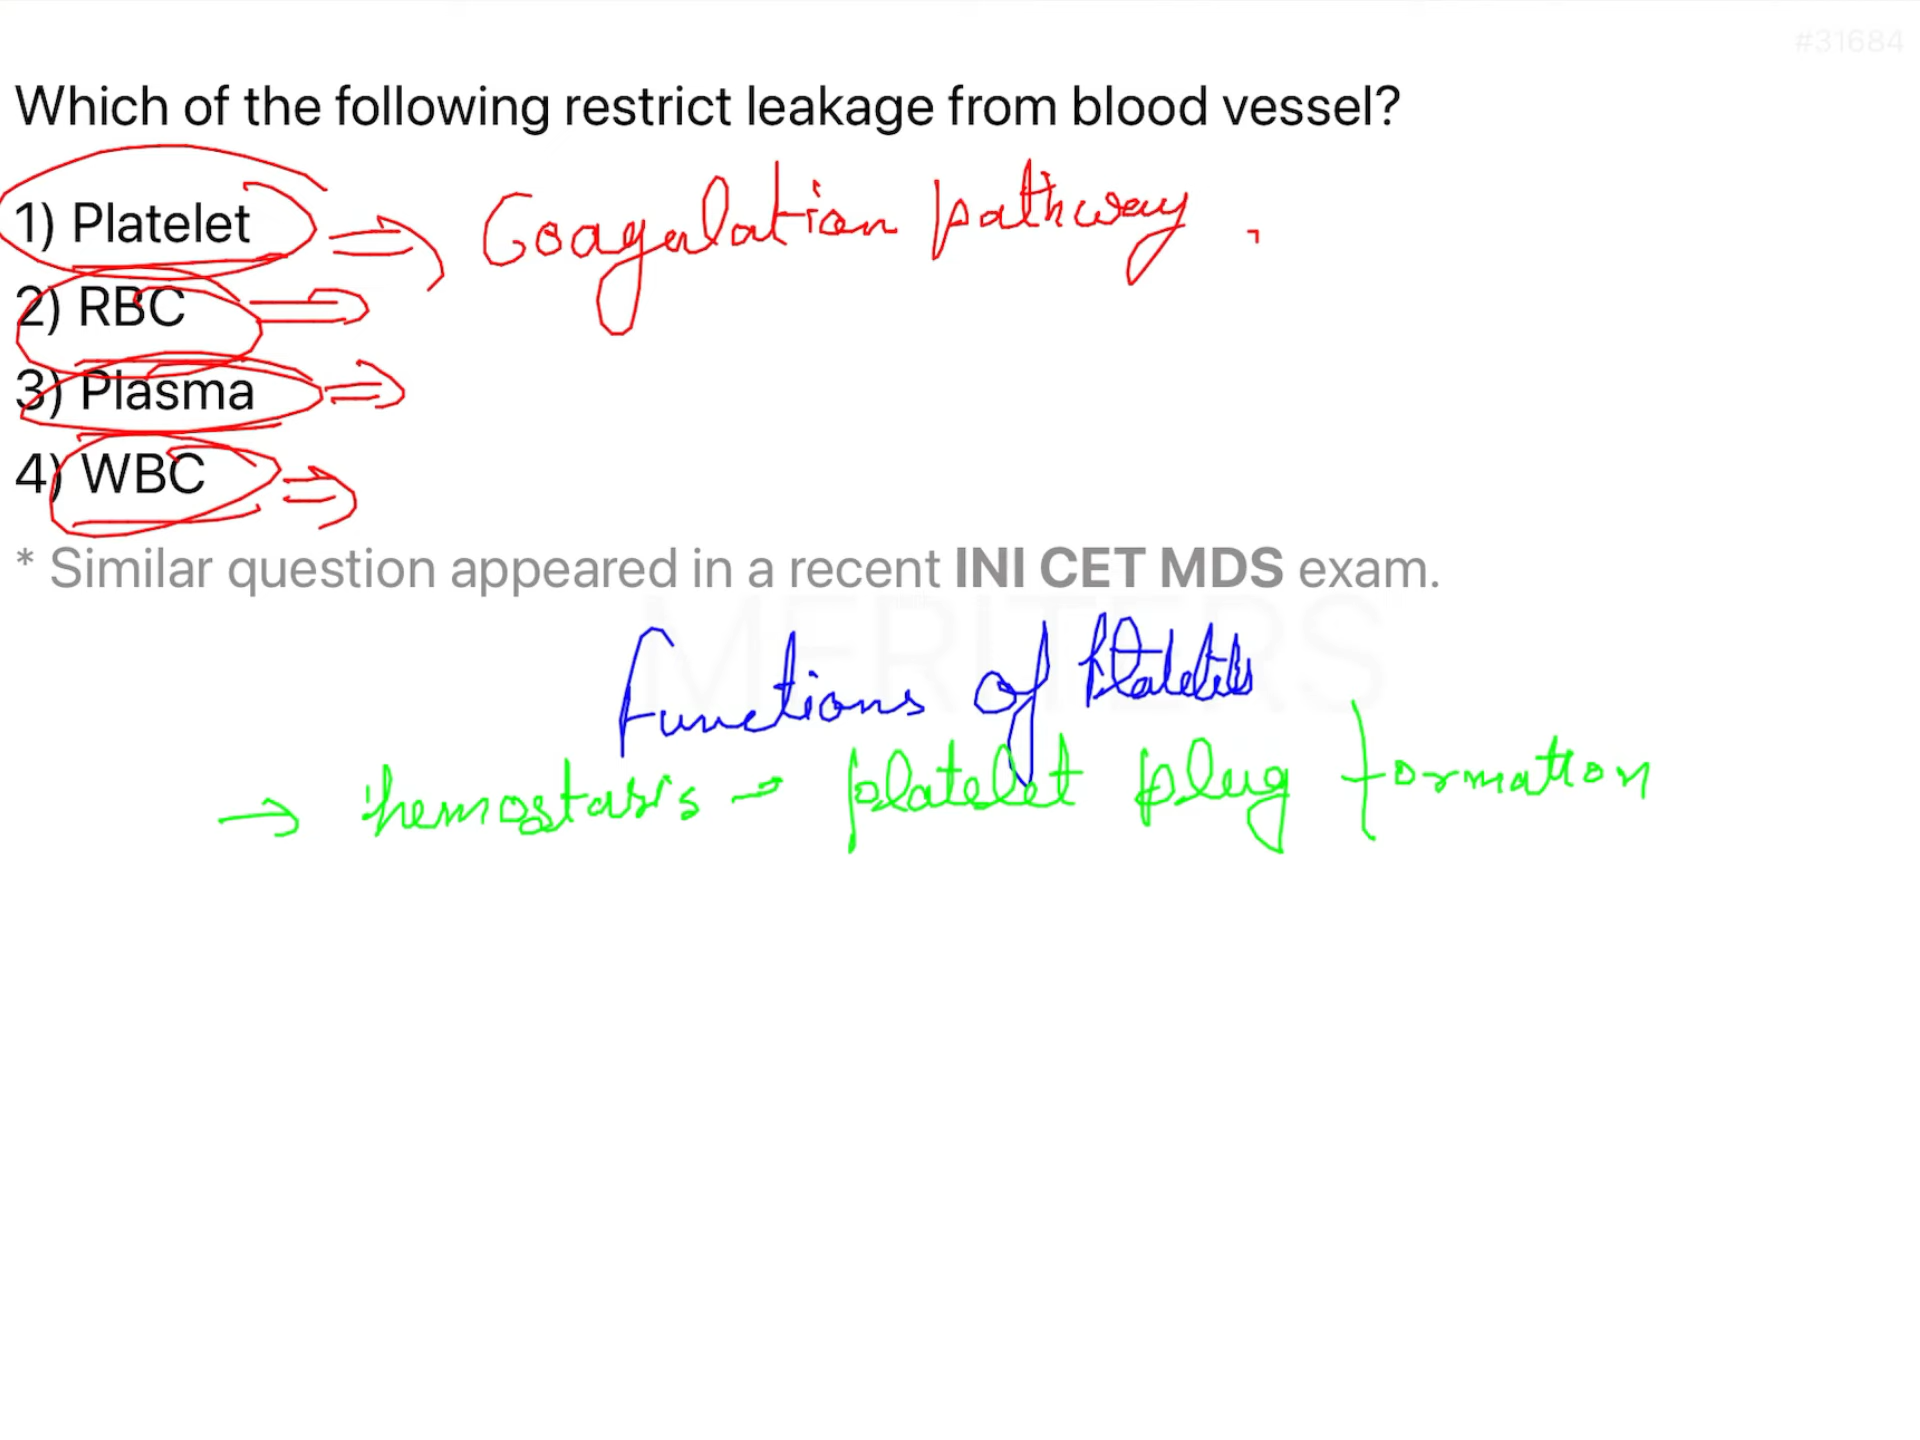 #31684
Which of the following restrict leakage from blood vessel?
1) Platelet ⇒ Coagulation pathway,
2) RBC ⇒
3) Plasma ⇒
4) WBC ⇒
* Similar question appeared in a recent INI CET MDS exam.
MERITERS
functions of Platelets
→ hemostasis → platelet plug formation